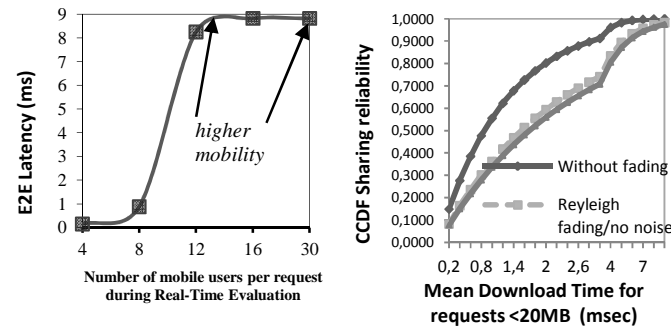 9
8
7
6
5
4
3
2
1
0
4 8 12 16 30
E2E Latency (ms)
higher
mobility
Number of mobile users per request
during Real-Time Evaluation
1,0000
0,9000
0,8000
0,7000
0,6000
0,5000
0,4000
0,3000
0,2000
0,1000
0,0000
0,2 0,8 1,4 2 2,6 4 7
CCDF Sharing reliability
Without fading
Reyleigh
fading/no noise
Mean Download Time for
requests <20MB (msec)